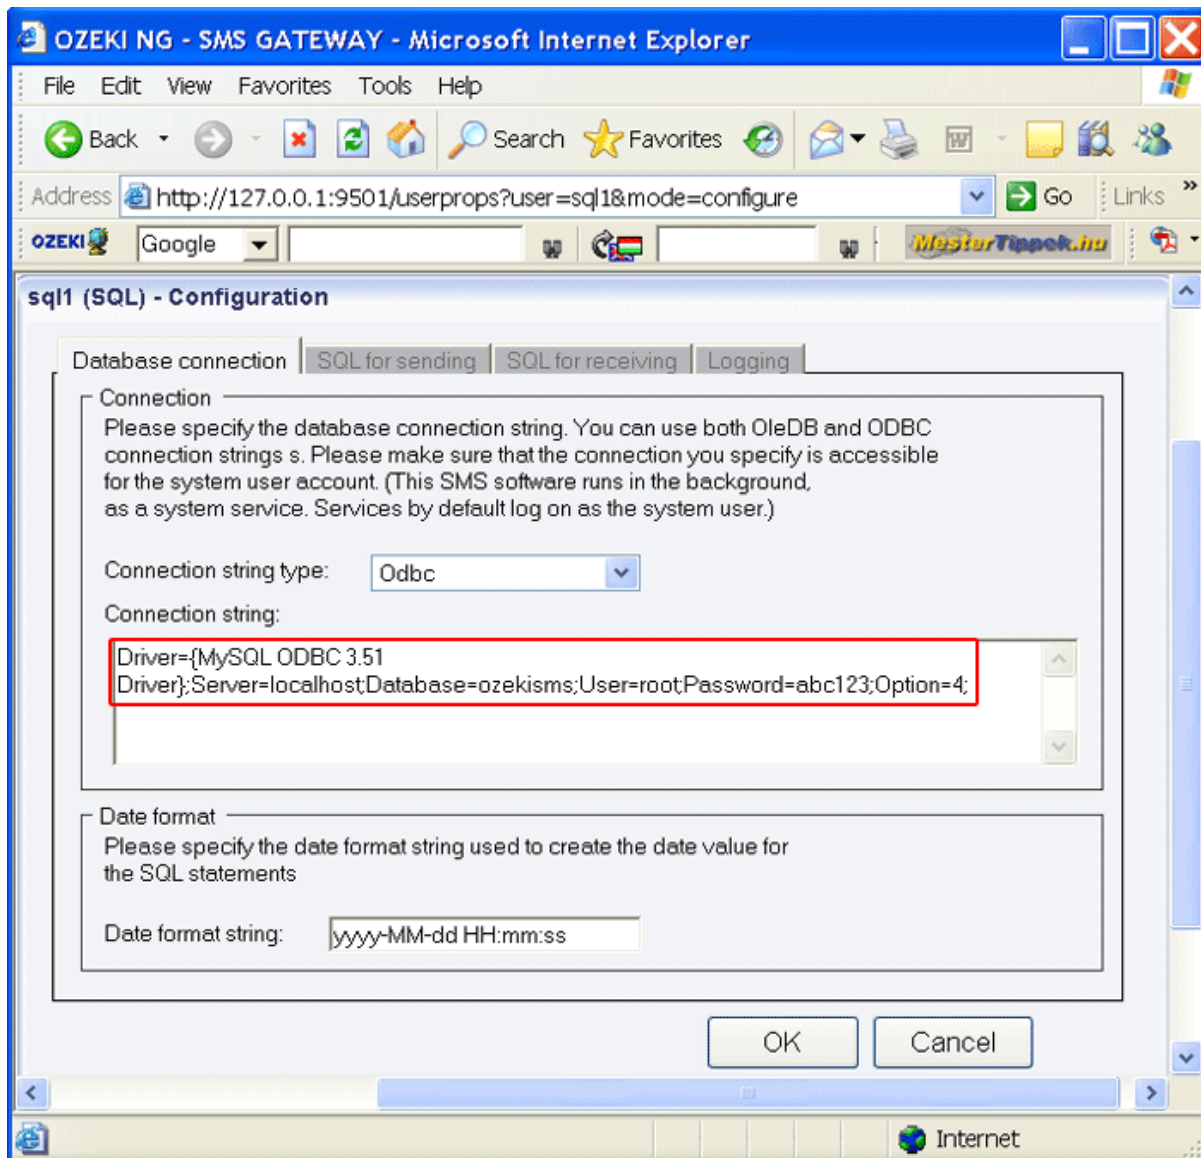 OZEKI NG - SMS GATEWAY - Microsoft Internet Explorer
File Edit View Favorites Tools Help
Back Search Favorites
Address http://127.0.0.1:9501/userprops?user=sql1&mode=configure Go Links »
OZEKI Google MesterTippek.hu
sql1 (SQL) - Configuration
Database connection SQL for sending SQL for receiving Logging
Connection
Please specify the database connection string. You can use both OleDB and ODBC
connection strings s. Please make sure that the connection you specify is accessible
for the system user account. (This SMS software runs in the background,
as a system service. Services by default log on as the system user.)
Connection string type: Odbc
Connection string:
Driver={MySQL ODBC 3.51
Driver};Server=localhost;Database=ozekisms;User=root;Password=abc123;Option=4;
Date format
Please specify the date format string used to create the date value for
the SQL statements
Date format string: yyyy-MM-dd HH:mm:ss
OK Cancel
Internet